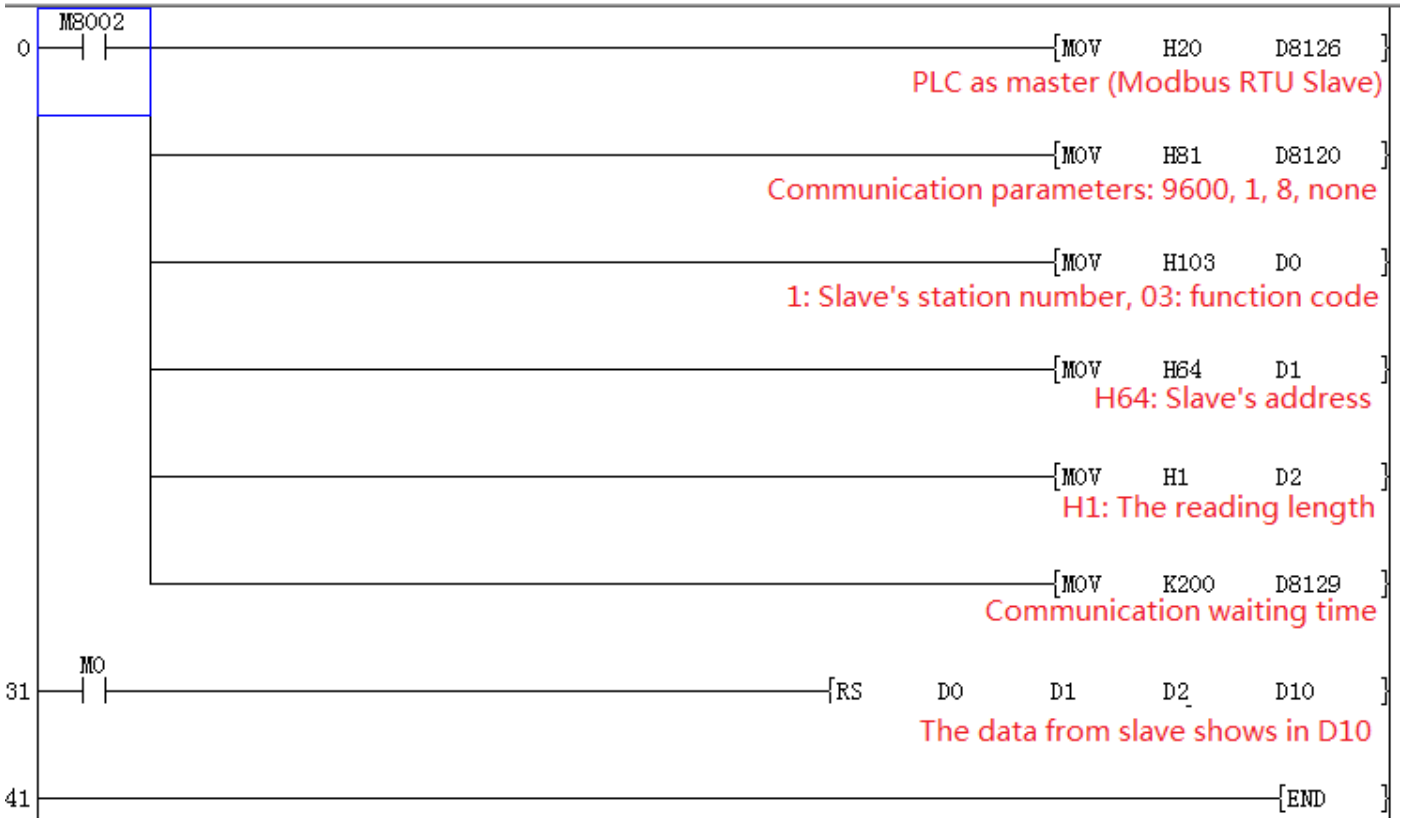 M8002
0 [MOV H20 D8126 ]
PLC as master (Modbus RTU Slave)
[MOV H81 D8120 ]
Communication parameters: 9600, 1, 8, none
[MOV H103 D0 ]
1: Slave's station number, 03: function code
[MOV H64 D1 ]
H64: Slave's address
[MOV H1 D2 ]
H1: The reading length
[MOV K200 D8129 ]
Communication waiting time
M0
31 [RS D0 D1 D2 D10 ]
The data from slave shows in D10
41 [END ]